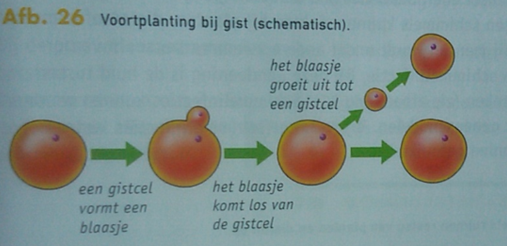 Afb. 26 Voortplanting bij gist (schematisch).
het blaasje
groeit uit tot
een gistcel
een gistcel
vormt een
blaasje
het blaasje
komt los van
de gistcel